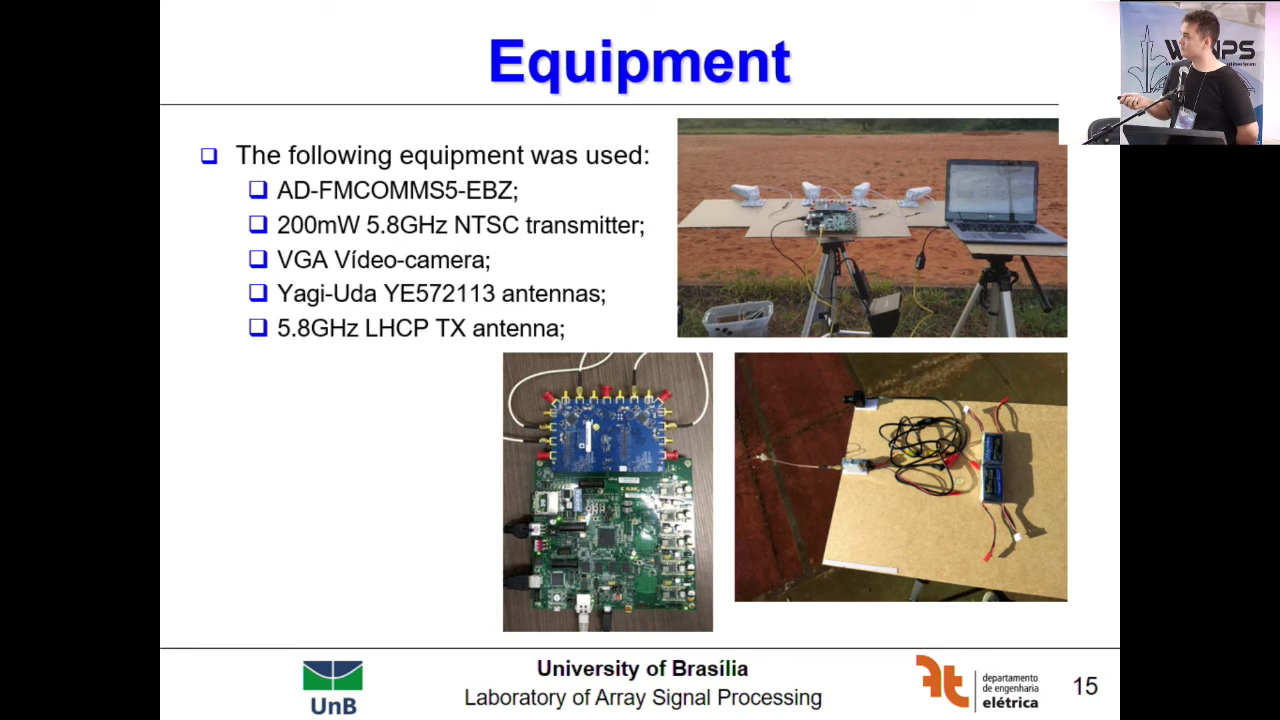 Equipment
The following equipment was used:
AD-FMCOMMS5-EBZ;
200mW 5.8GHz NTSC transmitter;
VGA Vídeo-camera;
Yagi-Uda YE572113 antennas;
5.8GHz LHCP TX antenna;
University of Brasília
Laboratory of Array Signal Processing
UnB
departamento
de engenharia
elétrica
15